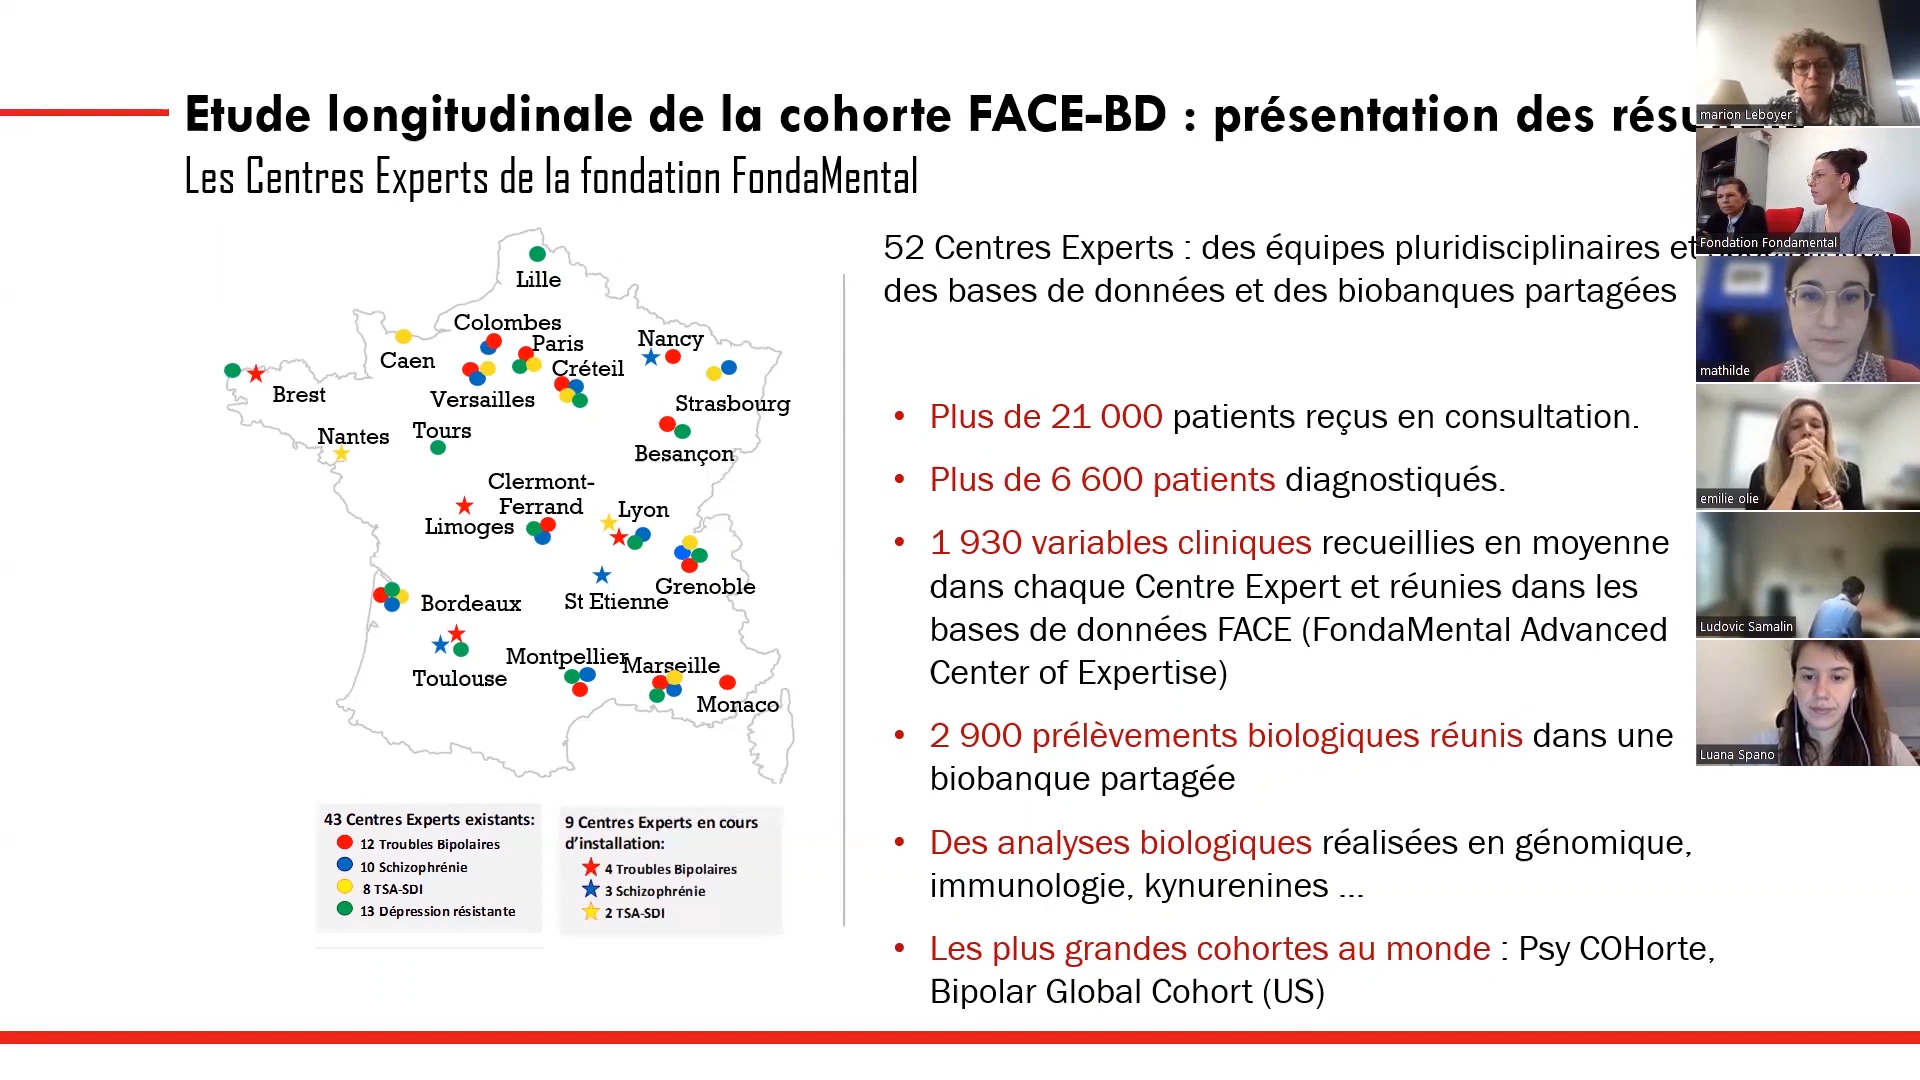 Etude longitudinale de la cohorte FACE-BD : présentation des
Les Centres Experts de la fondation FondaMental
Lille
Colombes
Paris
Nancy
Caen
Créteil
Brest
Versailles
Strasbourg
Nantes
Tours
Besançon
Clermont-
Ferrand
Lyon
Limoges
Grenoble
St Etienne
Bordeaux
Montpellier
Marseille
Toulouse
Monaco
43 Centres Experts existants:
12 Troubles Bipolaires
10 Schizophrénie
8 TSA-SDI
13 Dépression résistante
9 Centres Experts en cours
d'installation:
4 Troubles Bipolaires
3 Schizophrénie
2 TSA-SDI
52 Centres Experts : des équipes pluridisciplinaires et
des bases de données et des biobanques partagées
• Plus de 21 000 patients reçus en consultation.
• Plus de 6 600 patients diagnostiqués.
• 1 930 variables cliniques recueillies en moyenne
dans chaque Centre Expert et réunies dans les
bases de données FACE (FondaMental Advanced
Center of Expertise)
• 2 900 prélèvements biologiques réunis dans une
biobanque partagée
• Des analyses biologiques réalisées en génomique,
immunologie, kynurenines ...
• Les plus grandes cohortes au monde : Psy COHorte,
Bipolar Global Cohort (US)
marion Leboyer
Fondation Fondamental
mathilde
emilie olie
Ludovic Samalin
Luana Spano